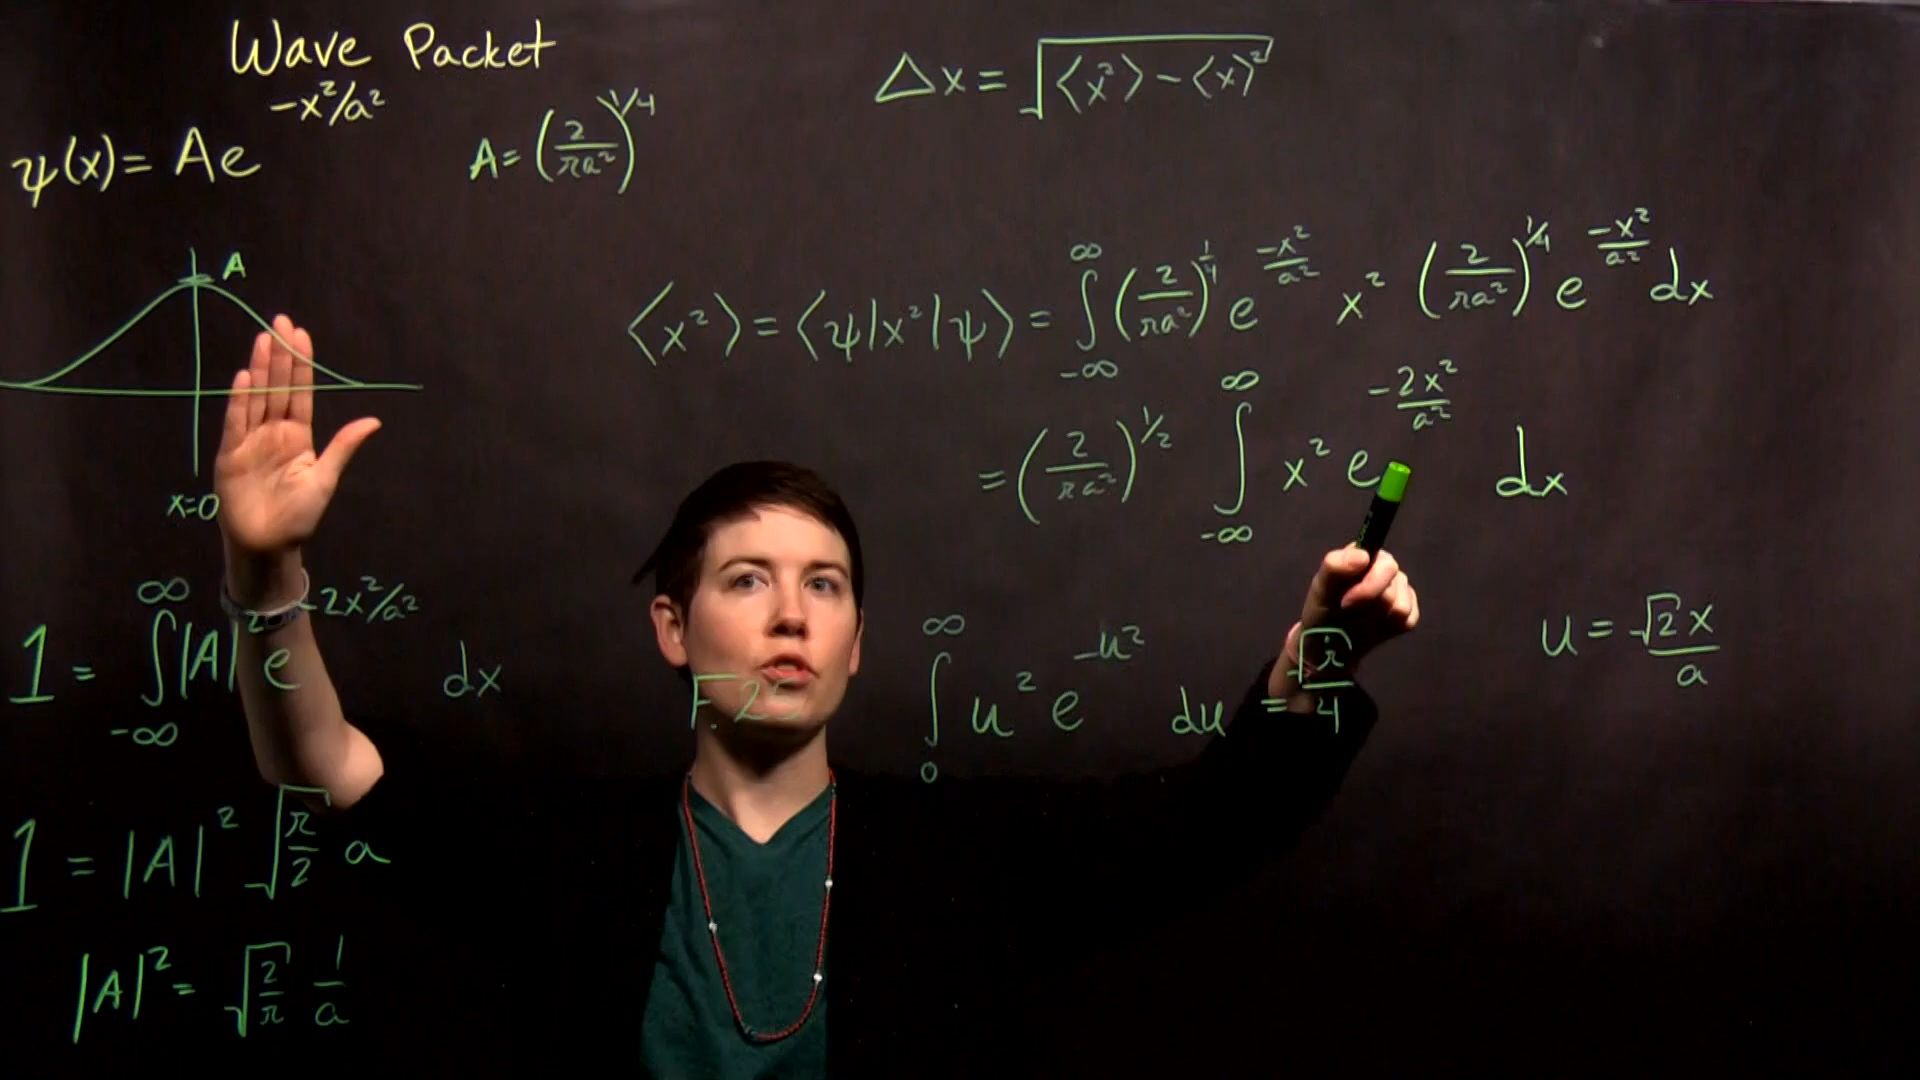 Wave Packet
ψ(x) = Ae^{-x²/a²}
A = (2/πa²)^{1/4}
Δx = √(⟨x²⟩ - ⟨x⟩²)
A
x=0
⟨x²⟩ = ⟨ψ|x²|ψ⟩ = ∫_{-∞}^{∞} (2/πa²)^{1/4} e^{-x²/a²} x² (2/πa²)^{1/4} e^{-x²/a²} dx
= (2/πa²)^{1/2} ∫_{-∞}^{∞} x² e^{-2x²/a²} dx
1 = ∫_{-∞}^{∞} |A|² e^{-2x²/a²} dx
∫_{0}^{∞} u² e^{-u²} du = √π/4
u = √2x/a
1 = |A|² √(π/2) a
|A|² = √(2/π) 1/a